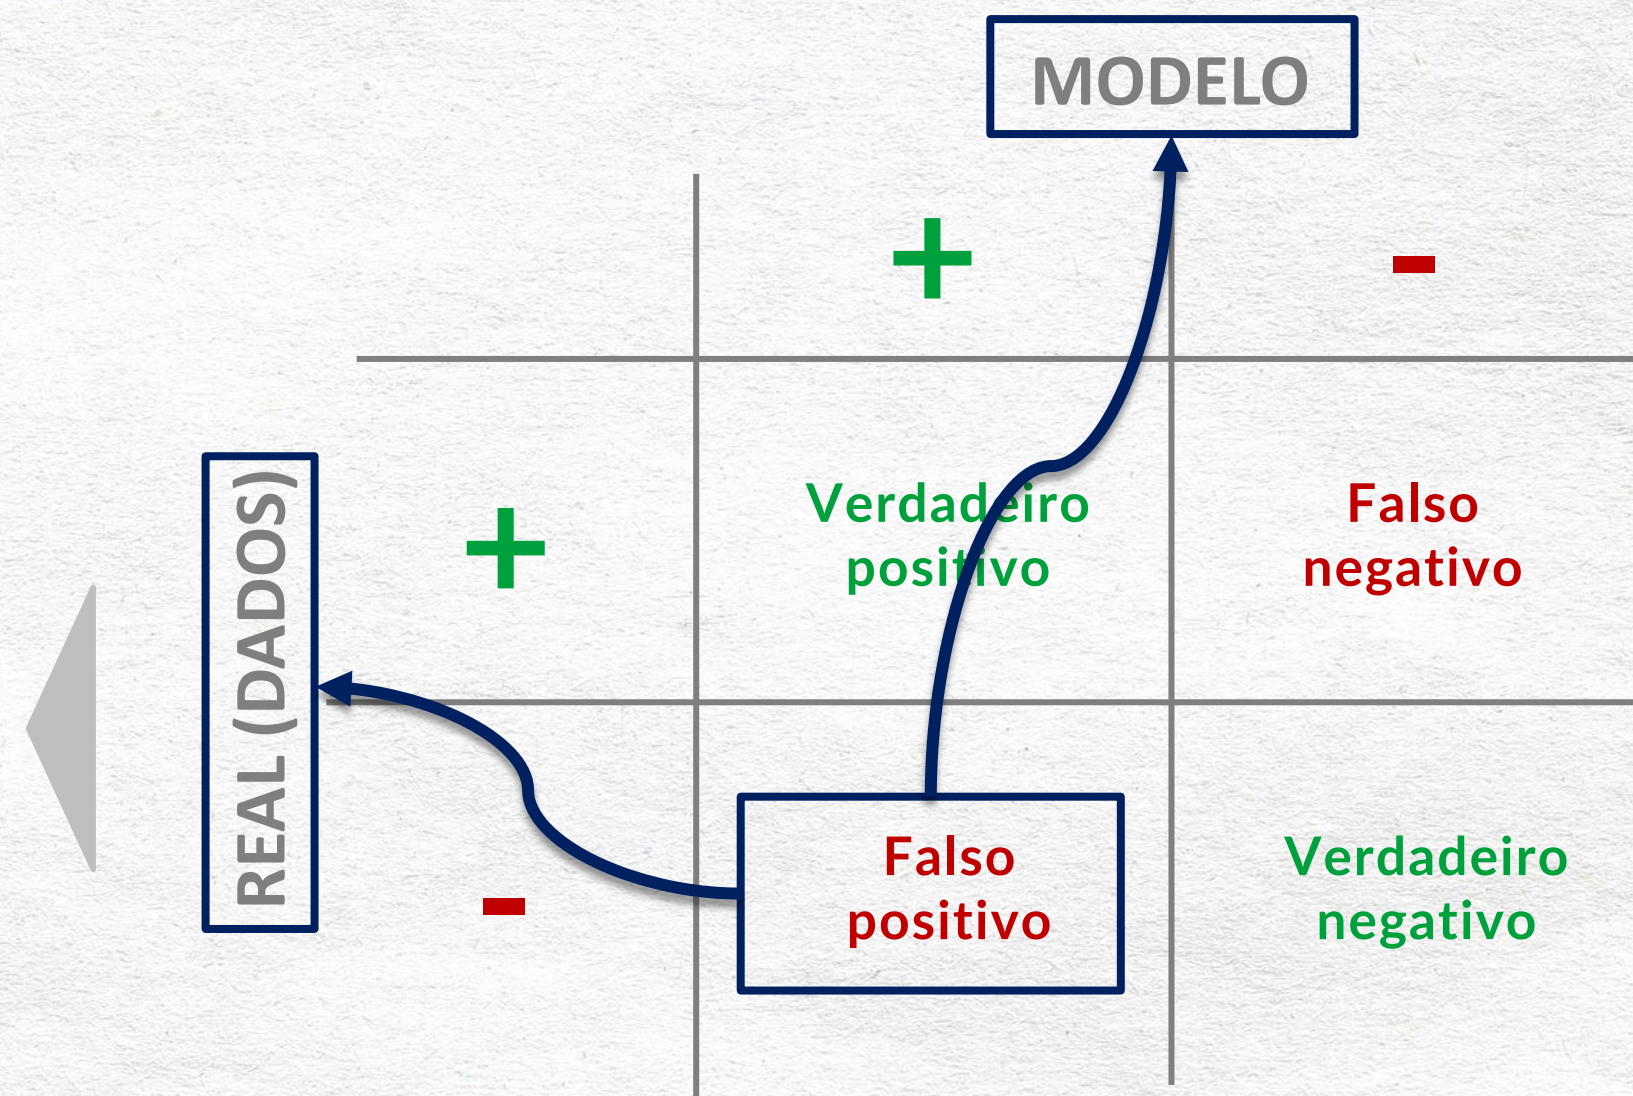 MODELO
+ -
REAL (DADOS)
+
Verdadeiro
positivo
Falso
negativo
-
Falso
positivo
Verdadeiro
negativo